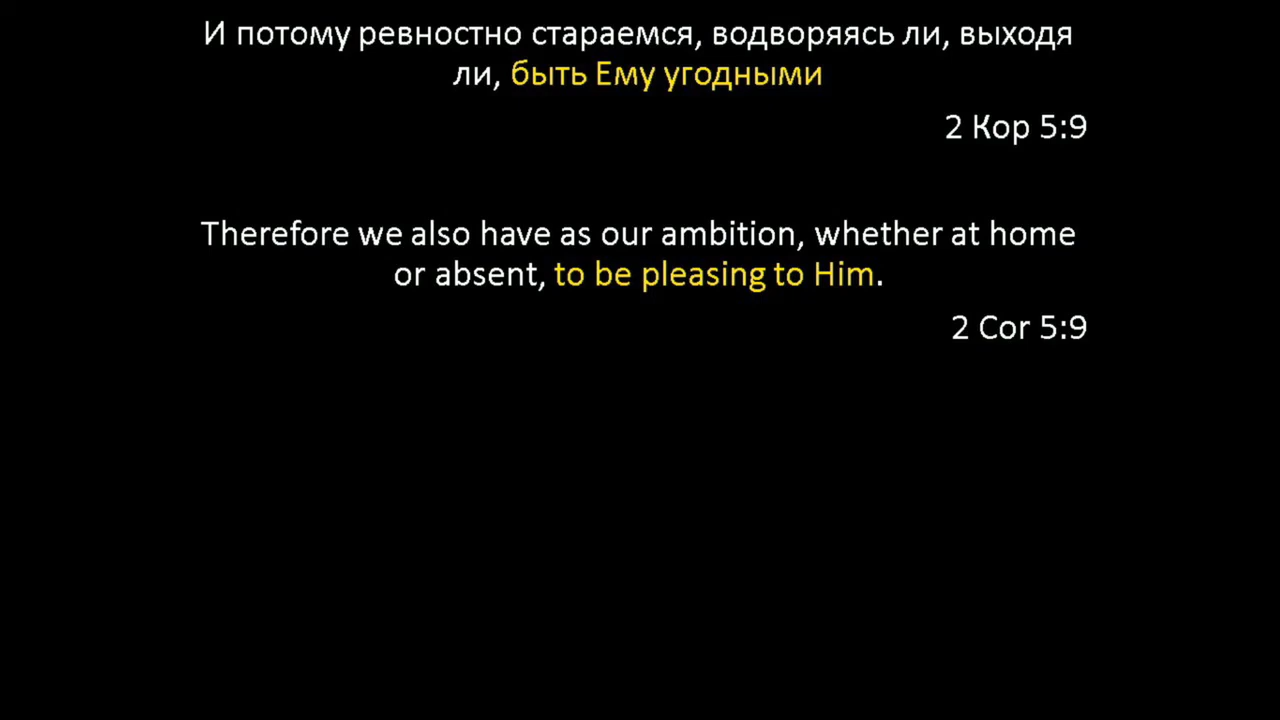 И потому ревностно стараемся, водворяясь ли, выходя
ли, быть Ему угодными
2 Кор 5:9
Therefore we also have as our ambition, whether at home
or absent, to be pleasing to Him.
2 Cor 5:9